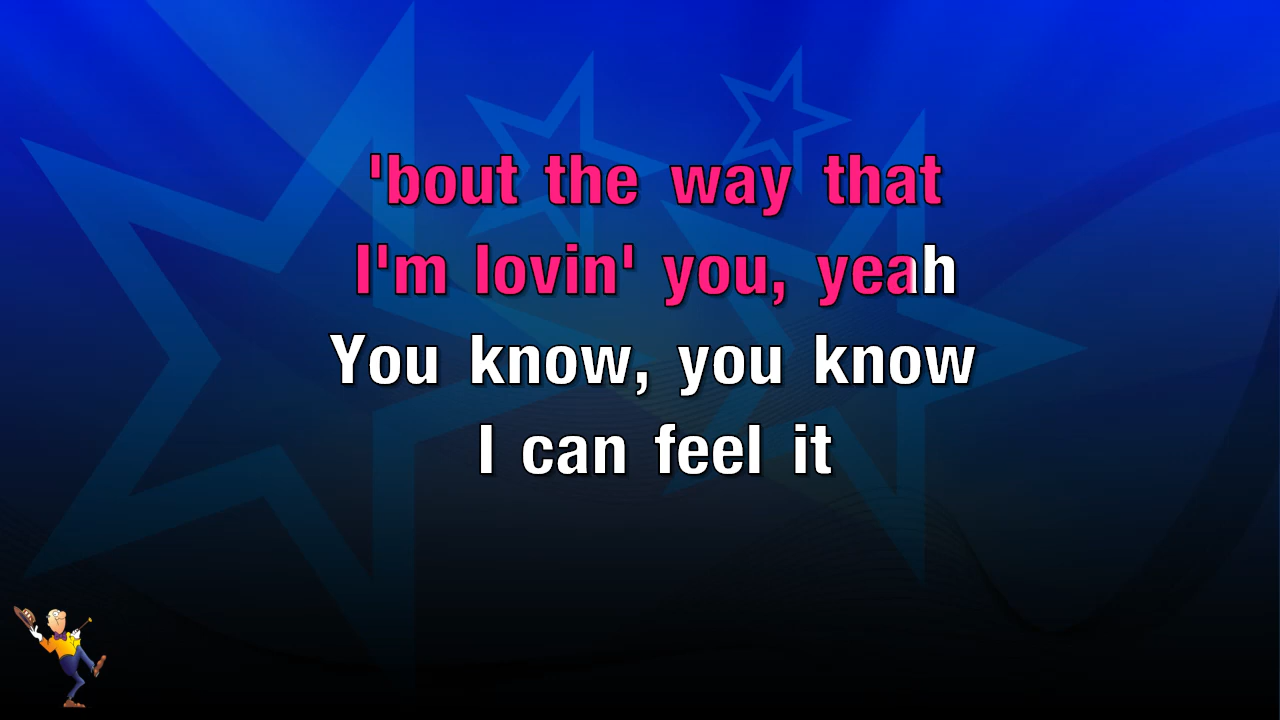 'bout the way that
I'm lovin' you, yeah
You know, you know
I can feel it